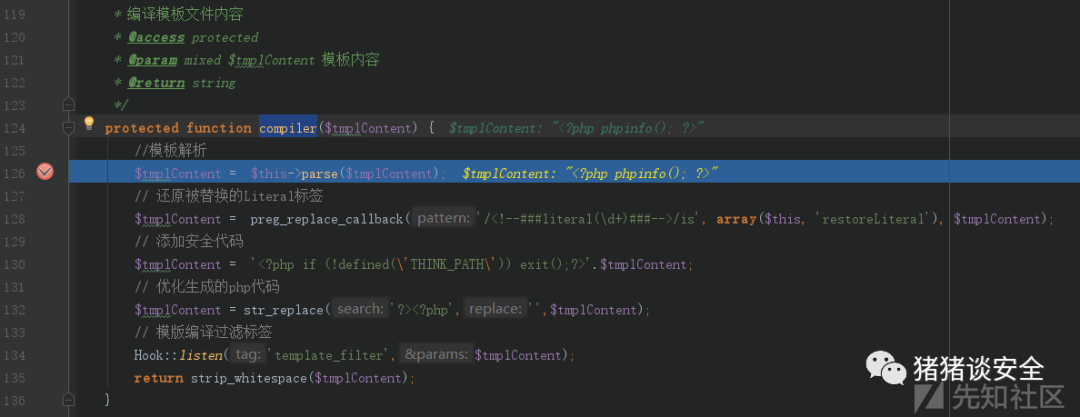 119 * 编译模板文件内容
120 * @access protected
121 * @param mixed $tmplContent 模板内容
122 * @return string
123 */
124 protected function compiler($tmplContent) { $tmplContent: "<?php phpinfo(); ?>"
125 //模板解析
126 $tmplContent = $this->parse($tmplContent); $tmplContent: "<?php phpinfo(); ?>"
127 // 还原被替换的Literal标签
128 $tmplContent = preg_replace_callback( pattern: '/<!--###literal(\d+)###-->/is', array($this, 'restoreLiteral'), $tmplContent);
129 // 添加安全代码
130 $tmplContent = '<?php if (!defined(\'THINK_PATH\')) exit();?>'.$tmplContent;
131 // 优化生成的php代码
132 $tmplContent = str_replace( search: '?><?php', replace: '',$tmplContent);
133 // 模版编译过滤标签
134 Hook::listen( tag: 'template_filter', &params: $tmplContent);
135 return strip_whitespace($tmplContent);
136 }
猪猪谈安全
先知社区